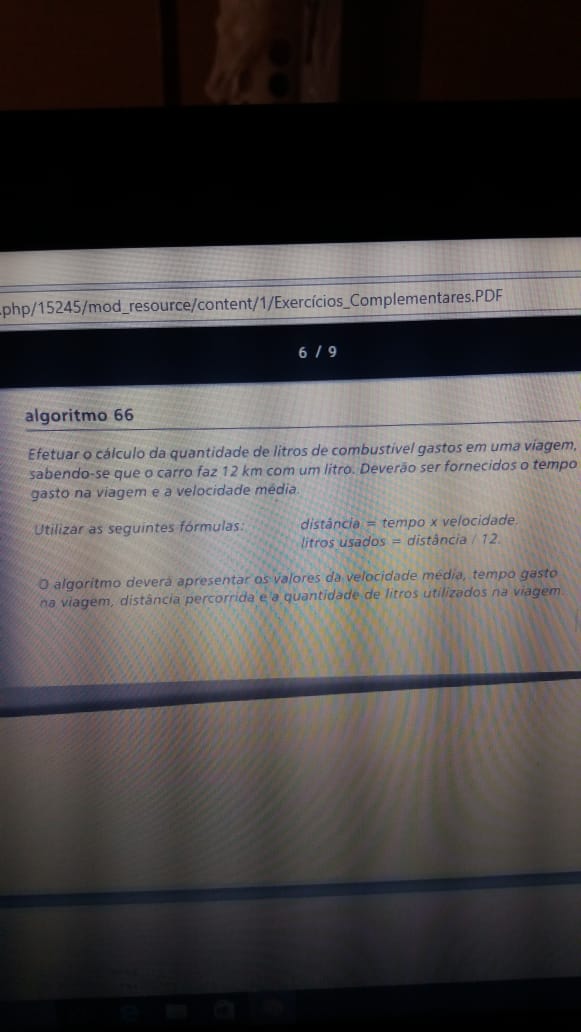 .php/15245/mod_resource/content/1/Exercícios_Complementares.PDF
6 / 9
algoritmo 66
Efetuar o cálculo da quantidade de litros de combustível gastos em uma viagem,
sabendo-se que o carro faz 12 km com um litro. Deverão ser fornecidos o tempo
gasto na viagem e a velocidade média.
Utilizar as seguintes fórmulas: distância = tempo x velocidade.
litros usados = distância / 12.
O algoritmo deverá apresentar os valores da velocidade média, tempo gasto
na viagem, distância percorrida e a quantidade de litros utilizados na viagem.